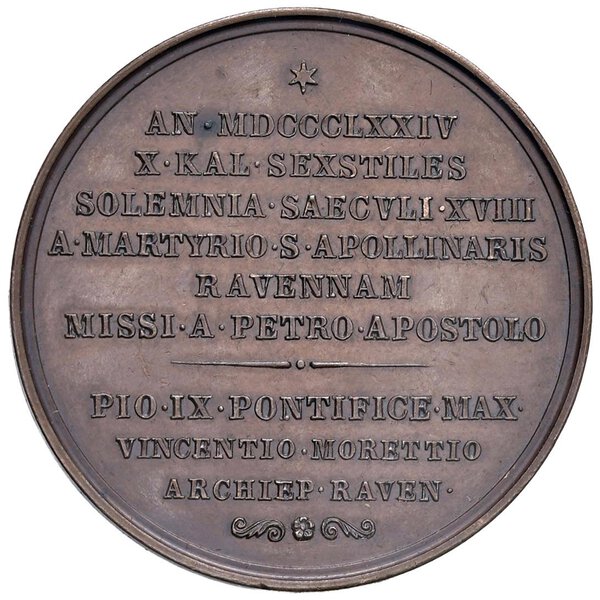 AN · MDCCCLXXIV
X · KAL · SEXSTILES
SOLEMNIA · SAECVLI · XVIII
A · MARTYRIO · S · APOLLINARIS
RAVENNAM
MISSI · A · PETRO · APOSTOLO
PIO · IX · PONTIFICE · MAX ·
VINCENTIO · MORETTIO
ARCHIEP · RAVEN ·